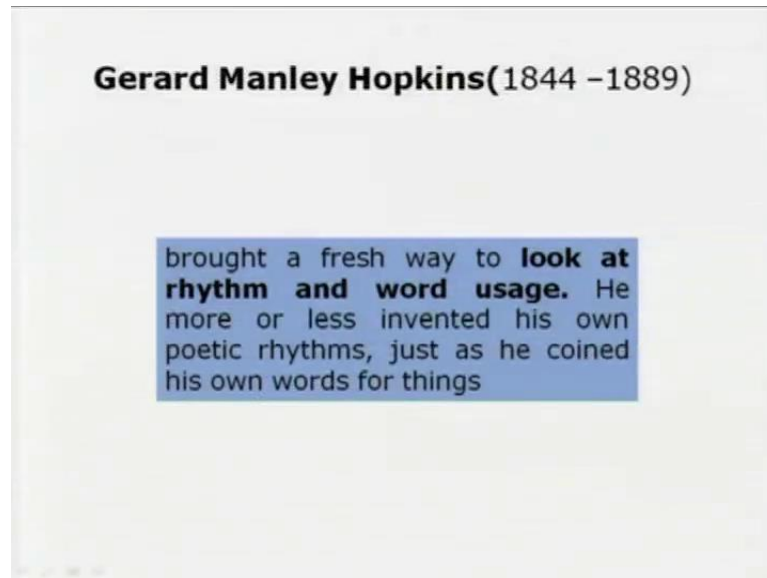 Gerard Manley Hopkins(1844 –1889)
brought a fresh way to look at
rhythm and word usage. He
more or less invented his own
poetic rhythms, just as he coined
his own words for things